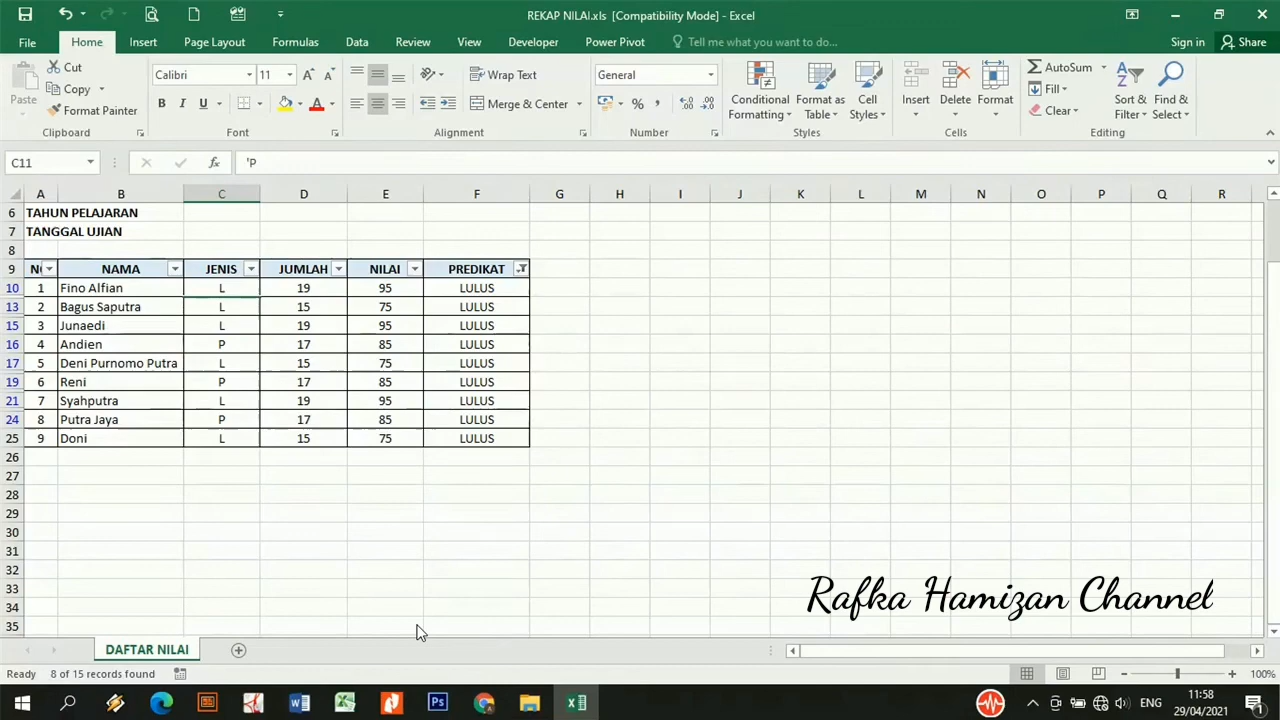 REKAP NILAI.xls [Compatibility Mode] - Excel
File Home Insert Page Layout Formulas Data Review View Developer Power Pivot Tell me what you want to do... Sign in Share
Paste Cut Copy Format Painter Clipboard
Calibri 11 B I U Font
Wrap Text Merge & Center Alignment
General % , Number
Conditional Formatting Format as Table Cell Styles Styles
Insert Delete Format Cells
AutoSum Fill Clear Sort & Filter Find & Select Editing
C11 fx 'P
A B C D E F G H I J K L M N O P Q R
6 TAHUN PELAJARAN
7 TANGGAL UJIAN
8
9 NAMA JENIS JUMLAH NILAI PREDIKAT
10 1 Fino Alfian L 19 95 LULUS
13 2 Bagus Saputra L 15 75 LULUS
15 3 Junaedi L 19 95 LULUS
16 4 Andien P 17 85 LULUS
17 5 Deni Purnomo Putra L 15 75 LULUS
19 6 Reni P 17 85 LULUS
21 7 Syahputra L 19 95 LULUS
24 8 Putra Jaya P 17 85 LULUS
25 9 Doni L 15 75 LULUS
26
27
28
29
30
31
32
33
34
35
Rafka Hamizan Channel
DAFTAR NILAI
Ready 8 of 15 records found 100%
ENG 11:58
29/04/2021